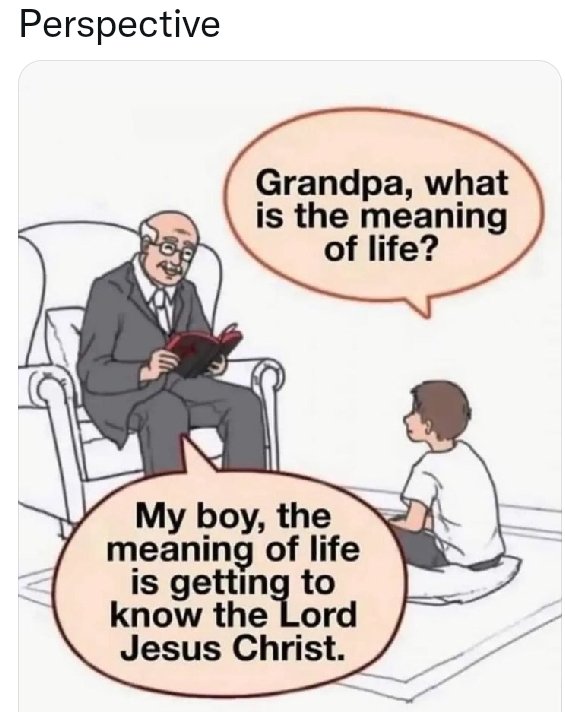 Perspective
Grandpa, what
is the meaning
of life?
My boy, the
meaning of life
is getting to
know the Lord
Jesus Christ.